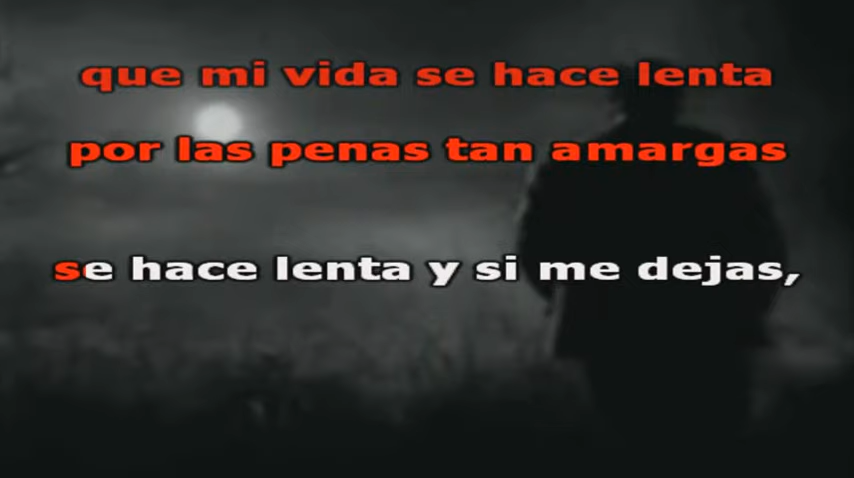 que mi vida se hace lenta
por las penas tan amargas
se hace lenta y si me dejas,